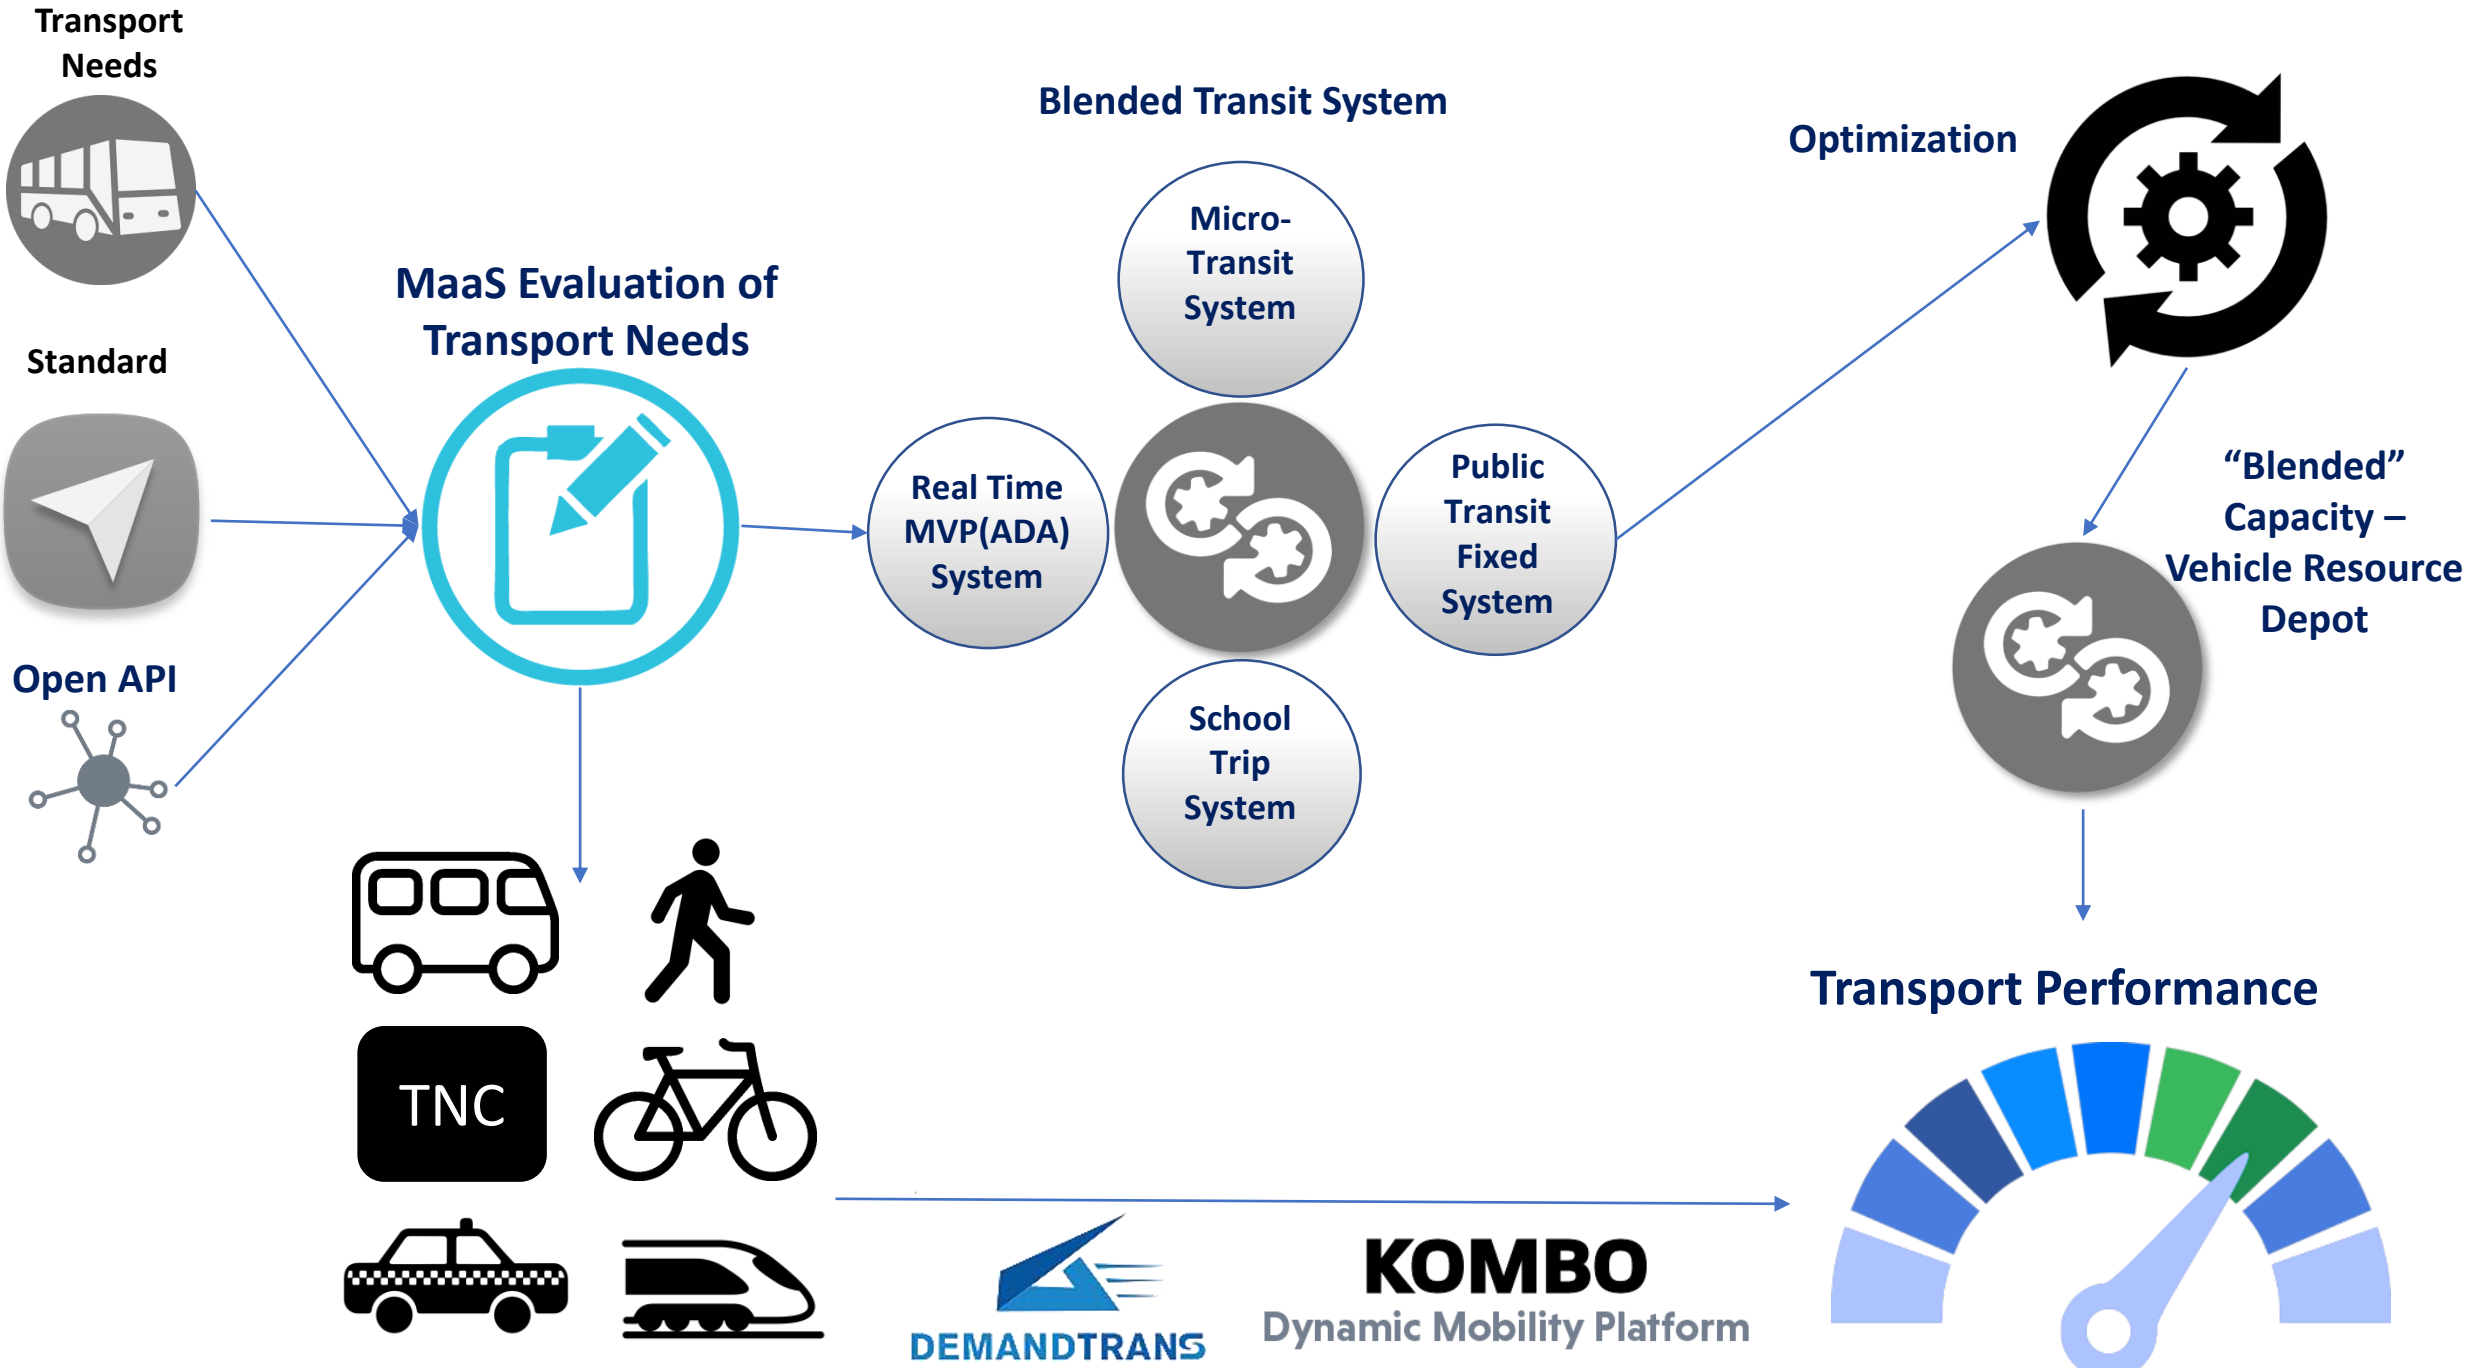 Transport
Needs
Standard
Open API
MaaS Evaluation of
Transport Needs
TNC
Blended Transit System
Micro-
Transit
System
Real Time
MVP(ADA)
System
Public
Transit
Fixed
System
School
Trip
System
Optimization
“Blended”
Capacity –
Vehicle Resource
Depot
Transport Performance
DEMANDTRANS
KOMBO
Dynamic Mobility Platform